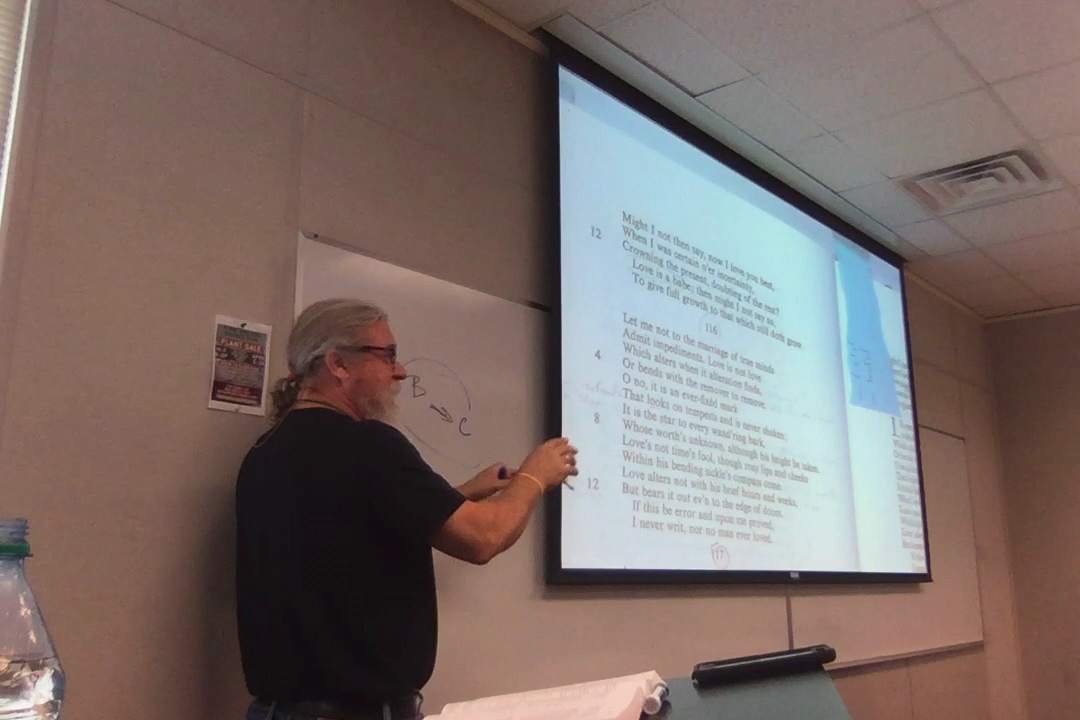 PLANT SALE
B
C
Might I not then say, now I love you best,
12 When I was certain o'er incertainty,
Crowning the present, doubting of the rest?
Love is a babe; then might I not say so,
To give full growth to that which still doth grow.
116
Let me not to the marriage of true minds
Admit impediments. Love is not love
4 Which alters when it alteration finds,
Or bends with the remover to remove.
O no, it is an ever-fixèd mark
That looks on tempests and is never shaken;
8 It is the star to every wand'ring bark,
Whose worth's unknown, although his height be taken.
Love's not time's fool, though rosy lips and cheeks
Within his bending sickle's compass come.
12 Love alters not with his brief hours and weeks,
But bears it out ev'n to the edge of doom.
If this be error and upon me proved,
I never writ, nor no man ever loved.